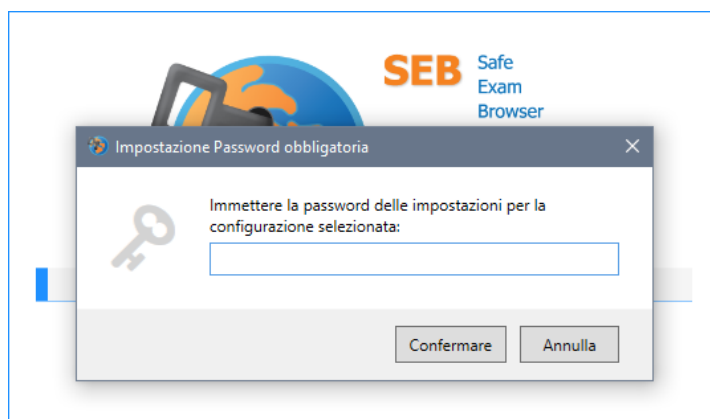 SEB Safe
Exam
Browser
Impostazione Password obbligatoria
Immettere la password delle impostazioni per la
configurazione selezionata:
Confermare Annulla